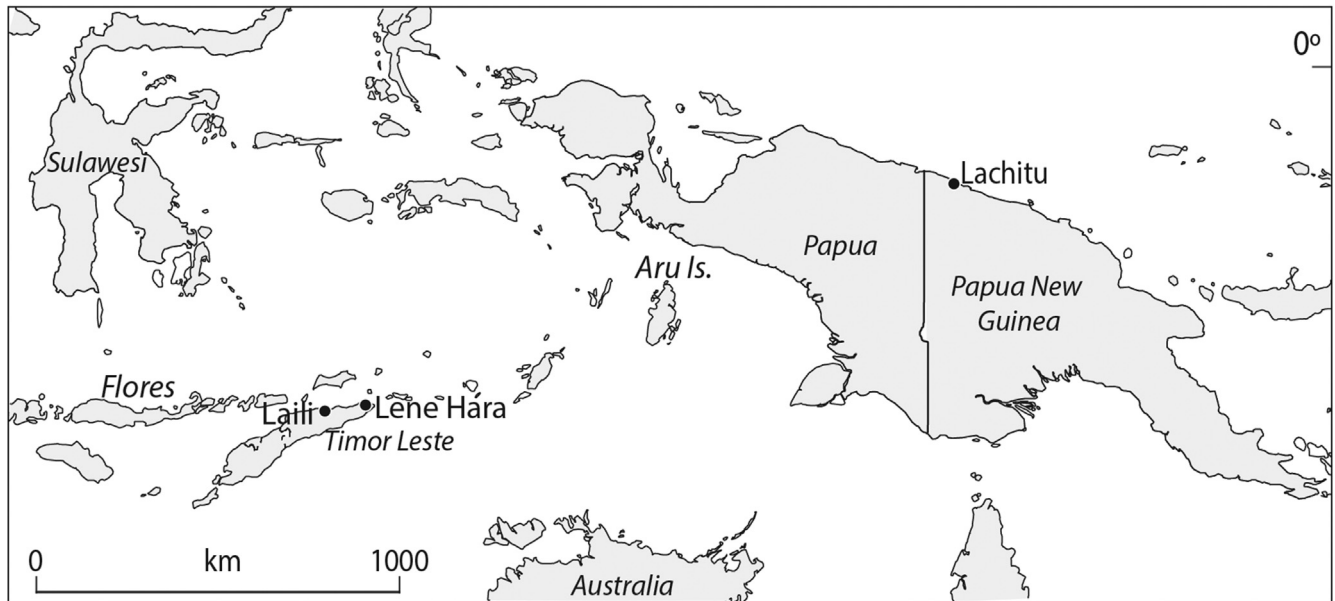 0º
Sulawesi
Lachitu
Papua
Aru Is.
Papua New
Guinea
Flores
Laili
Lene Hara
Timor Leste
0 km 1000
Australia